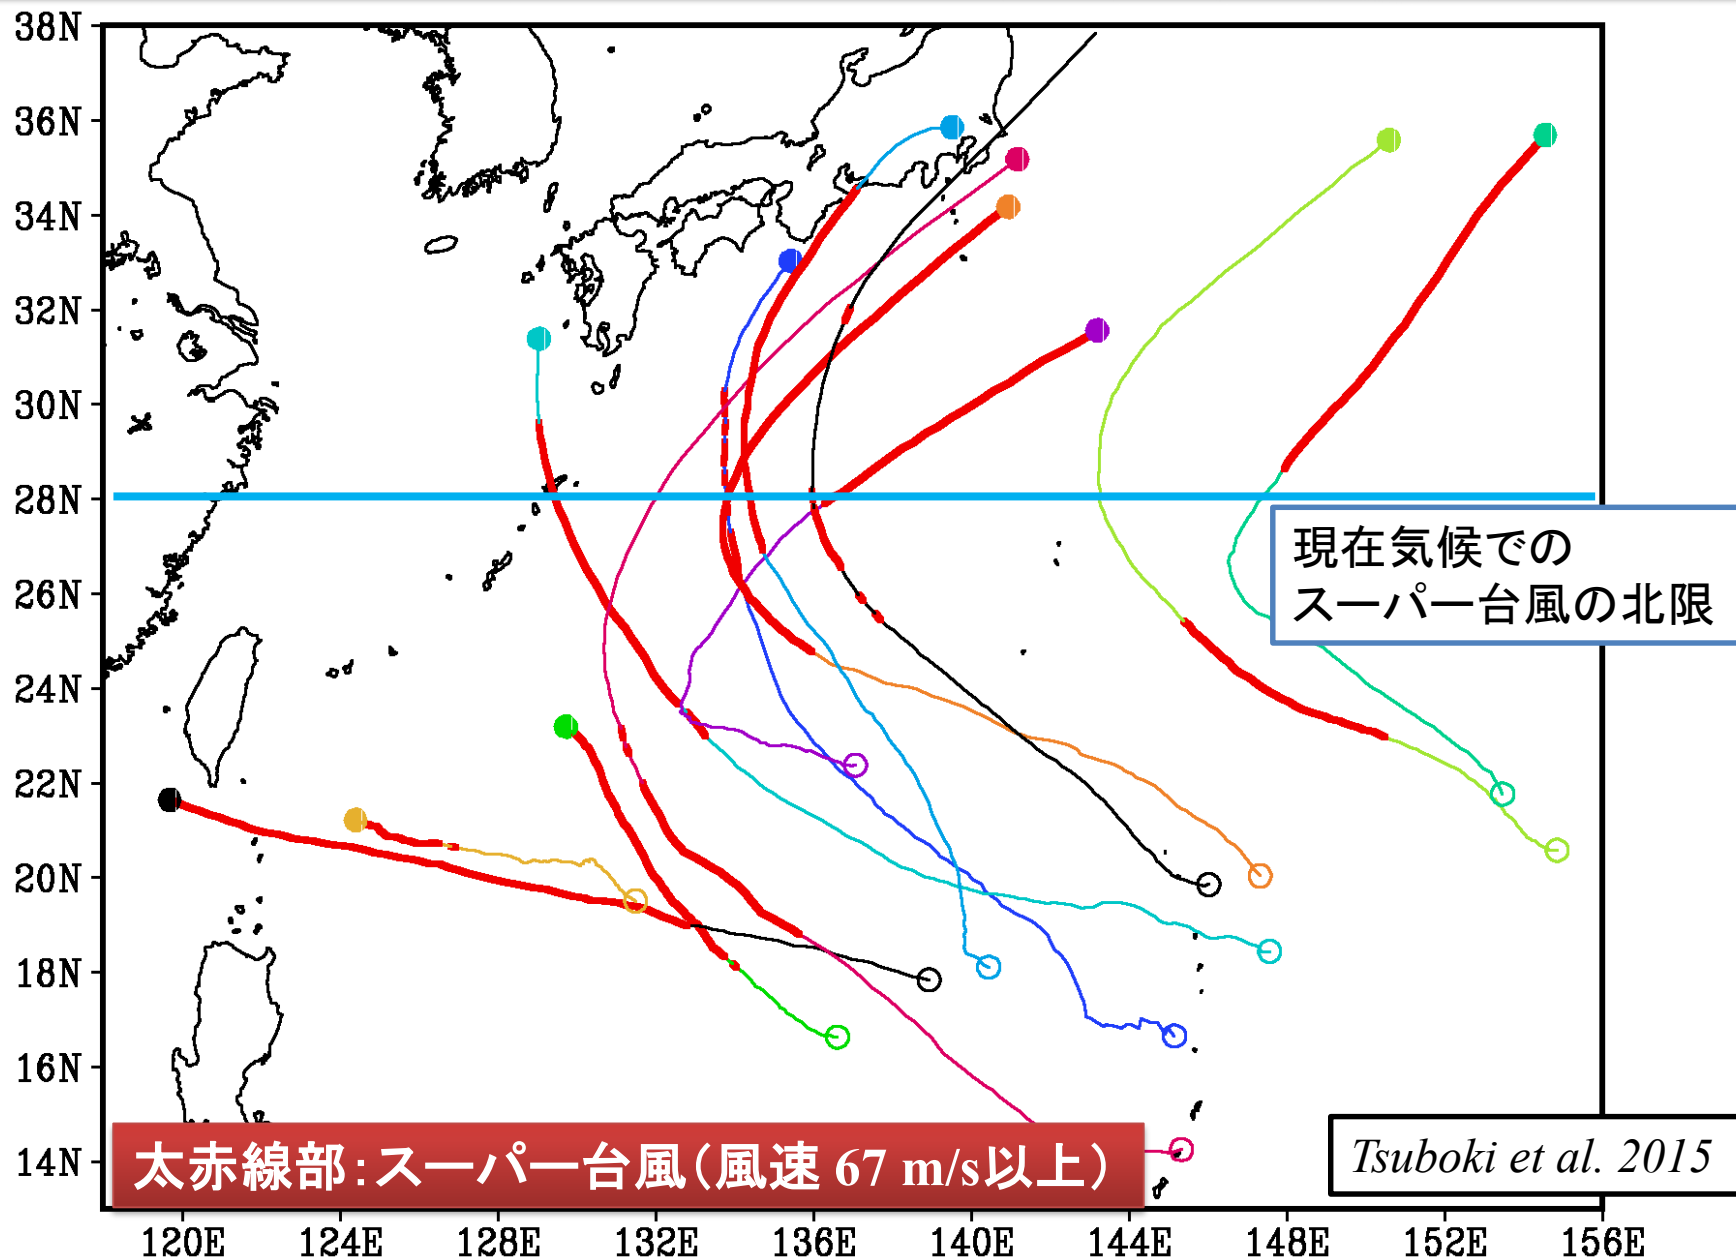 38N
36N
34N
32N
30N
28N
26N
24N
22N
20N
18N
16N
14N
現在気候での
スーパー台風の北限
太赤線部：スーパー台風（風速 67 m/s以上）
Tsuboki et al. 2015
120E 124E 128E 132E 136E 140E 144E 148E 152E 156E